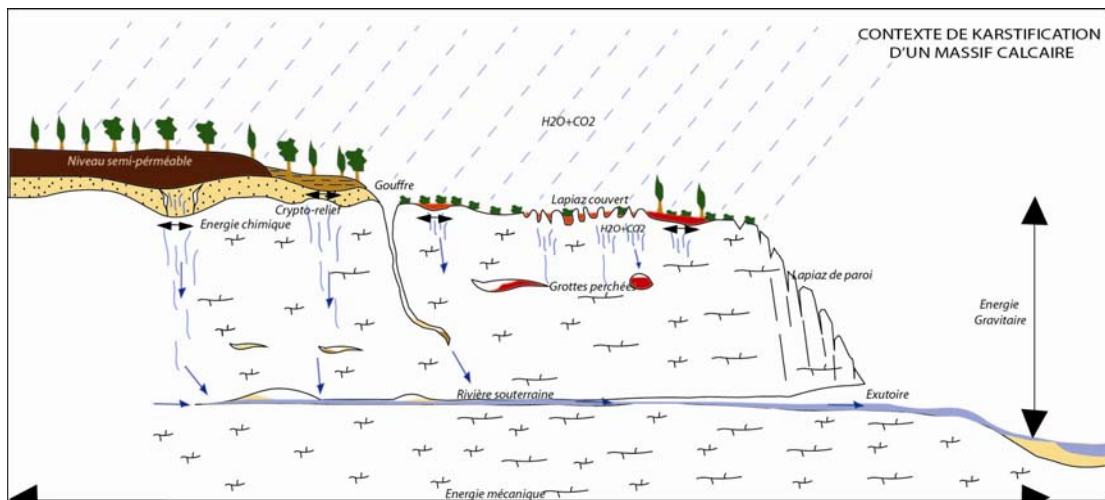 CONTEXTE DE KARSTIFICATION
D'UN MASSIF CALCAIRE
H2O+CO2
Niveau semi-pérméable
Gouffre
Crypto-relief
Lapiaz couvert
Energie chimique
H2O+CO2
Lapiaz de paroi
Grottes perchées
Energie
Gravitaire
Rivière souterraine
Exutoire
Energie mécanique